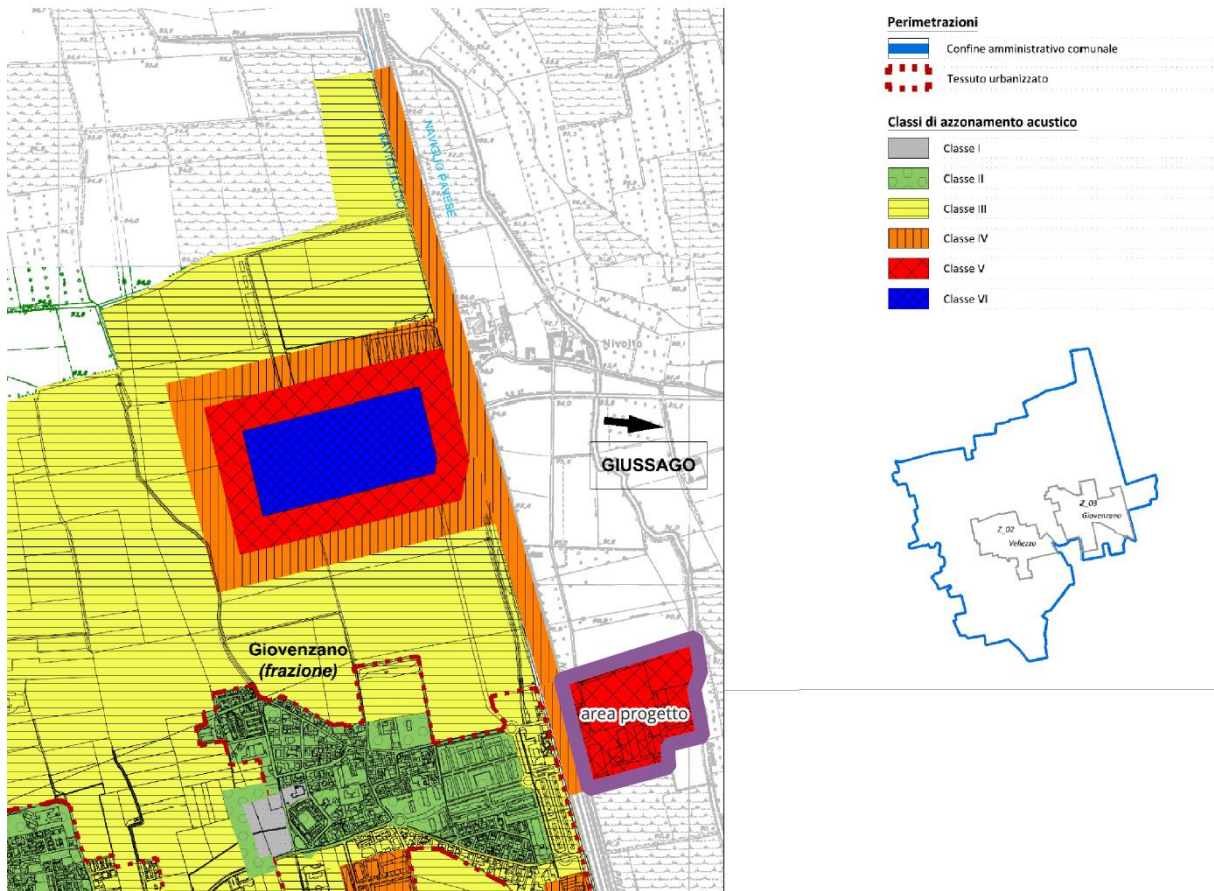 NAVIGLIACCIO
NAVIGLIO PAVESE
Nivolto
GIUSSAGO
Giovenzano
(frazione)
area progetto
Perimetrazioni
Confine amministrativo comunale
Tessuto urbanizzato
Classi di azzonamento acustico
Classe I
Classe II
Classe III
Classe IV
Classe V
Classe VI
Z_03
Giovenzano
Z_02
Vellezzo